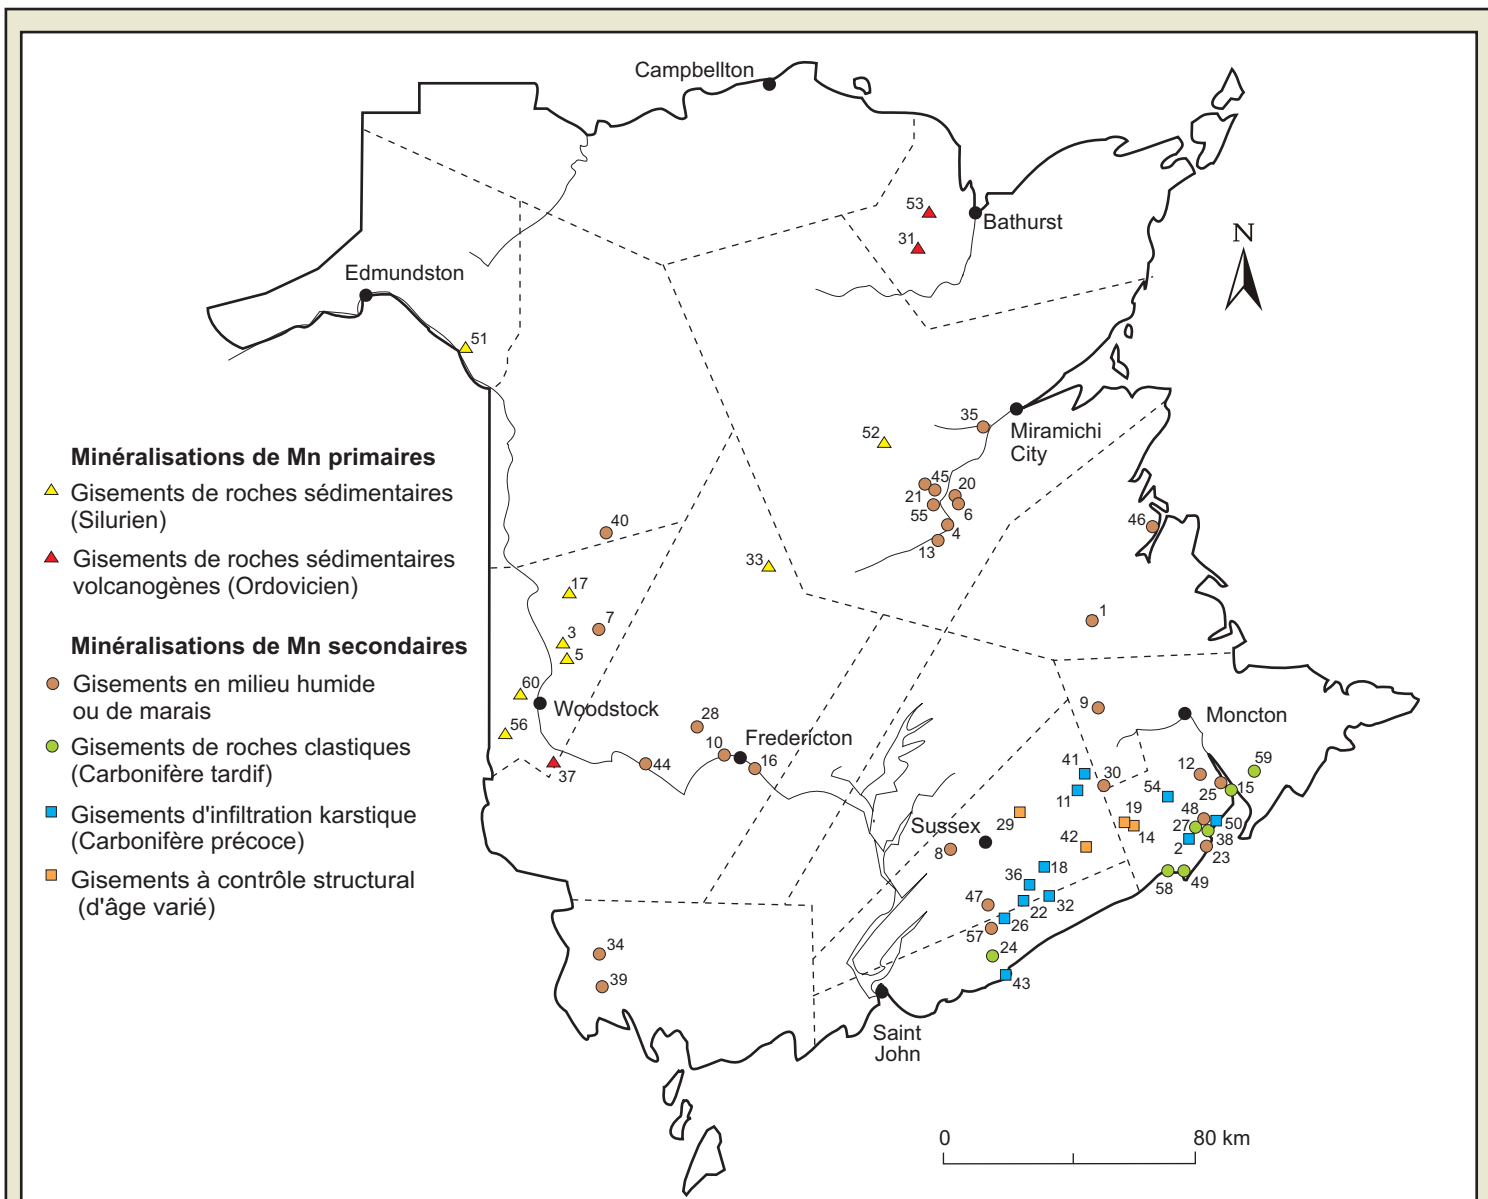 Campbellton
53
Bathurst
31
N
Edmundston
51
35
52
Miramichi
City
Minéralisations de Mn primaires
Gisements de roches sédimentaires
(Silurien)
Gisements de roches sédimentaires
volcanogènes (Ordovicien)
45
20
21
6
55
4
13
46
40
33
17
7
3
5
1
Minéralisations de Mn secondaires
Gisements en milieu humide
ou de marais
Gisements de roches clastiques
(Carbonifère tardif)
Gisements d'infiltration karstique
(Carbonifère précoce)
Gisements à contrôle structural
(d'âge varié)
60
Woodstock
56
37
44
28
10
Fredericton
16
9
Moncton
41
11
30
12
59
54
25
15
29
Sussex
8
19
14
42
48
27
50
38
2
23
58
49
18
36
22
32
47
26
57
24
43
34
39
Saint
John
0
80 km